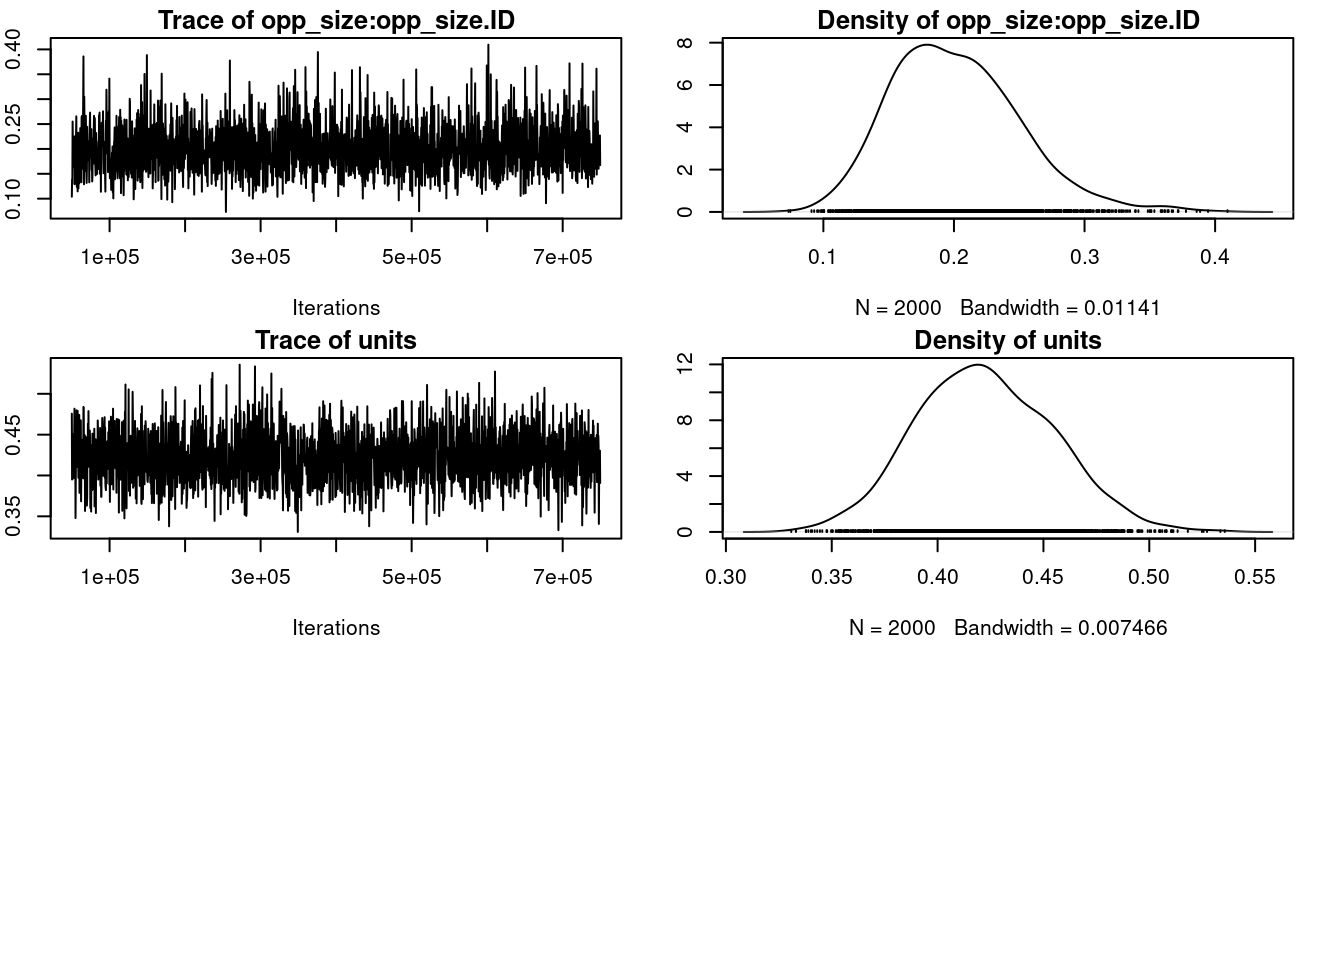 Trace of opp_size:opp_size.ID
0.40
0.25
0.10
1e+05 3e+05 5e+05 7e+05
Iterations
Density of opp_size:opp_size.ID
8
6
4
2
0
0.1 0.2 0.3 0.4
N = 2000 Bandwidth = 0.01141
Trace of units
0.45
0.35
1e+05 3e+05 5e+05 7e+05
Iterations
Density of units
12
8
4
0
0.30 0.35 0.40 0.45 0.50 0.55
N = 2000 Bandwidth = 0.007466